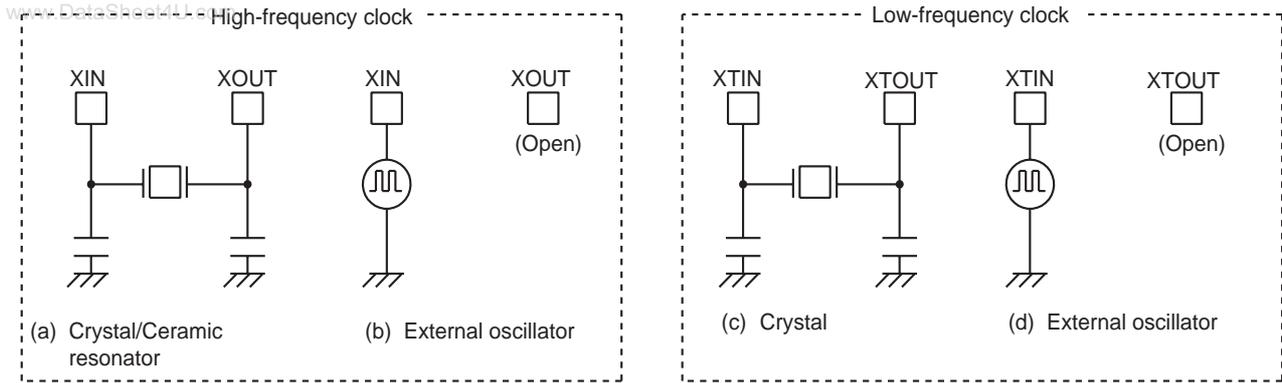 www.DataSheet4U.com
High-frequency clock
Low-frequency clock
XIN XOUT XIN XOUT
(Open)
XTIN XTOUT XTIN XTOUT
(Open)
(a) Crystal/Ceramic
resonator
(b) External oscillator
(c) Crystal
(d) External oscillator